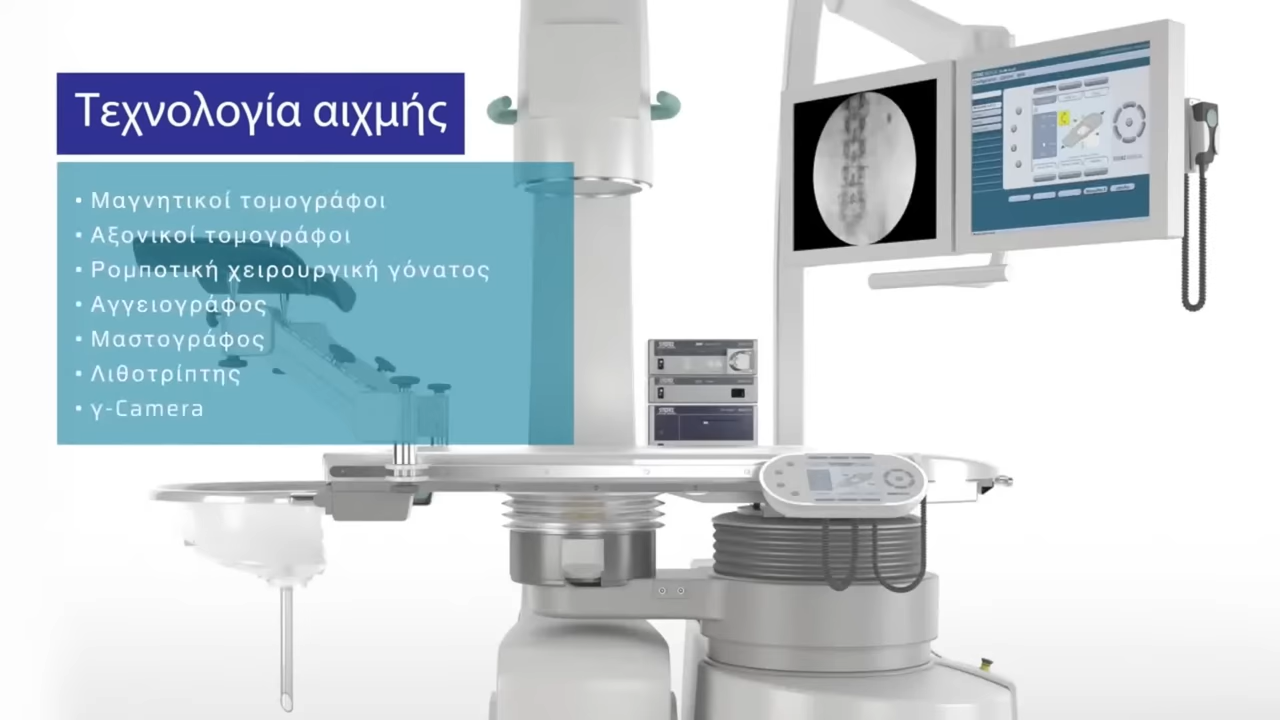 Τεχνολογία αιχμής
• Μαγνητικοί τομογράφοι
• Αξονικοί τομογράφοι
• Ρομποτική χειρουργική γόνατος
• Αγγειογράφος
• Μαστογράφος
• Λιθοτρίπτης
• γ-Camera